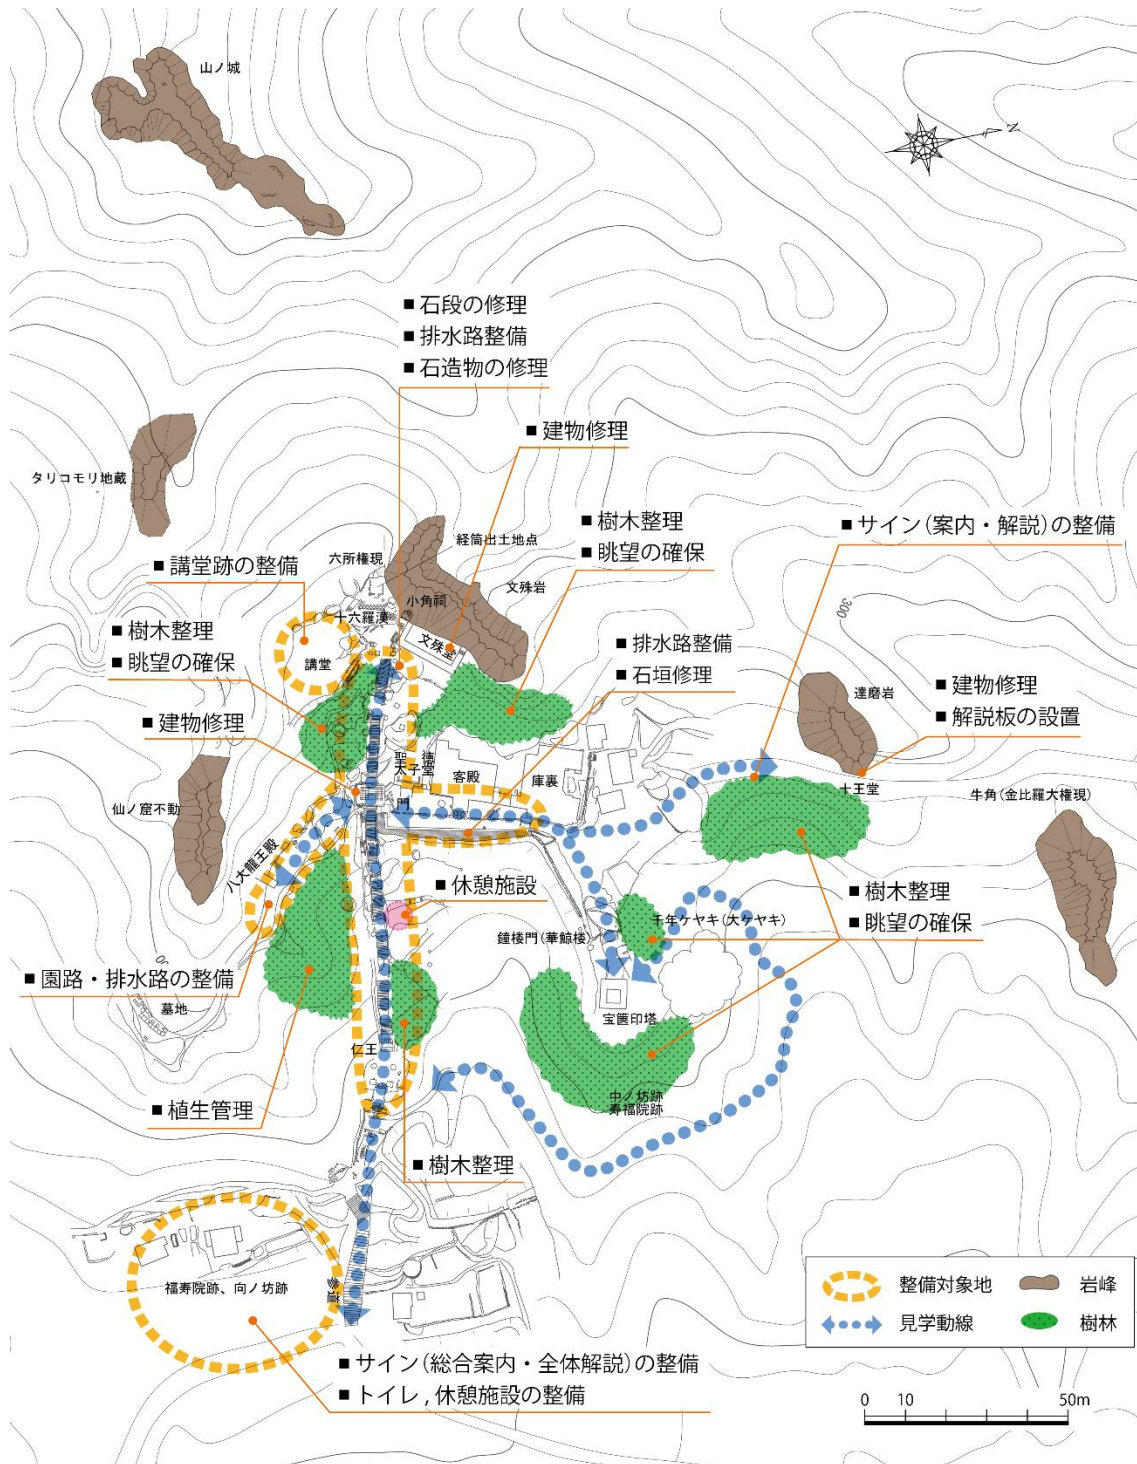 山ノ城
N
■ 石段の修理
■ 排水路整備
■ 石造物の修理
■ 建物修理
タリコモリ地蔵
■ 樹木整理
■ 眺望の確保
■ サイン(案内・解説)の整備
経筒出土地点
六所権現
■ 講堂跡の整備
文殊岩
小角祠
300
十六羅漢
■ 樹木整理
■ 眺望の確保
文殊堂
■ 排水路整備
■ 石垣修理
講堂
■ 建物修理
■ 解説板の設置
達磨岩
■ 建物修理
聖徳
太子堂
客殿
庫裏
十王堂
牛角(金比羅大権現)
仙ノ窟不動
門
八大龍王殿
■ 休憩施設
■ 樹木整理
■ 眺望の確保
千年ケヤキ(大ケヤキ)
鐘楼門(華鯨楼)
■ 園路・排水路の整備
00
墓地
宝篋印塔
仁王
中ノ坊跡
寿福院跡
■ 植生管理
■ 樹木整理
福寿院跡、向ノ坊跡
参道
整備対象地
岩峰
見学動線
樹林
■ サイン(総合案内・全体解説)の整備
■ トイレ,休憩施設の整備
0 10 50m